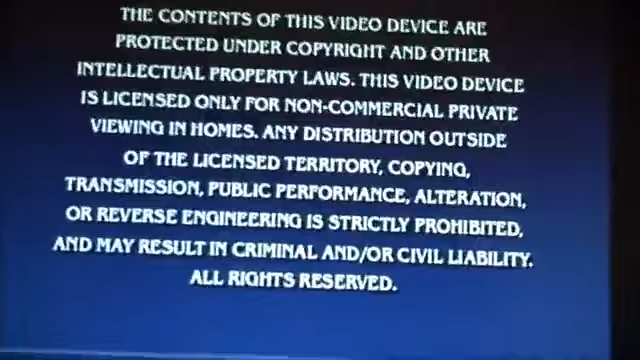 THE CONTENTS OF THIS VIDEO DEVICE ARE
PROTECTED UNDER COPYRIGHT AND OTHER
INTELLECTUAL PROPERTY LAWS. THIS VIDEO DEVICE
IS LICENSED ONLY FOR NON-COMMERCIAL PRIVATE
VIEWING IN HOMES. ANY DISTRIBUTION OUTSIDE
OF THE LICENSED TERRITORY, COPYING,
TRANSMISSION, PUBLIC PERFORMANCE, ALTERATION,
OR REVERSE ENGINEERING IS STRICTLY PROHIBITED,
AND MAY RESULT IN CRIMINAL AND/OR CIVIL LIABILITY.
ALL RIGHTS RESERVED.